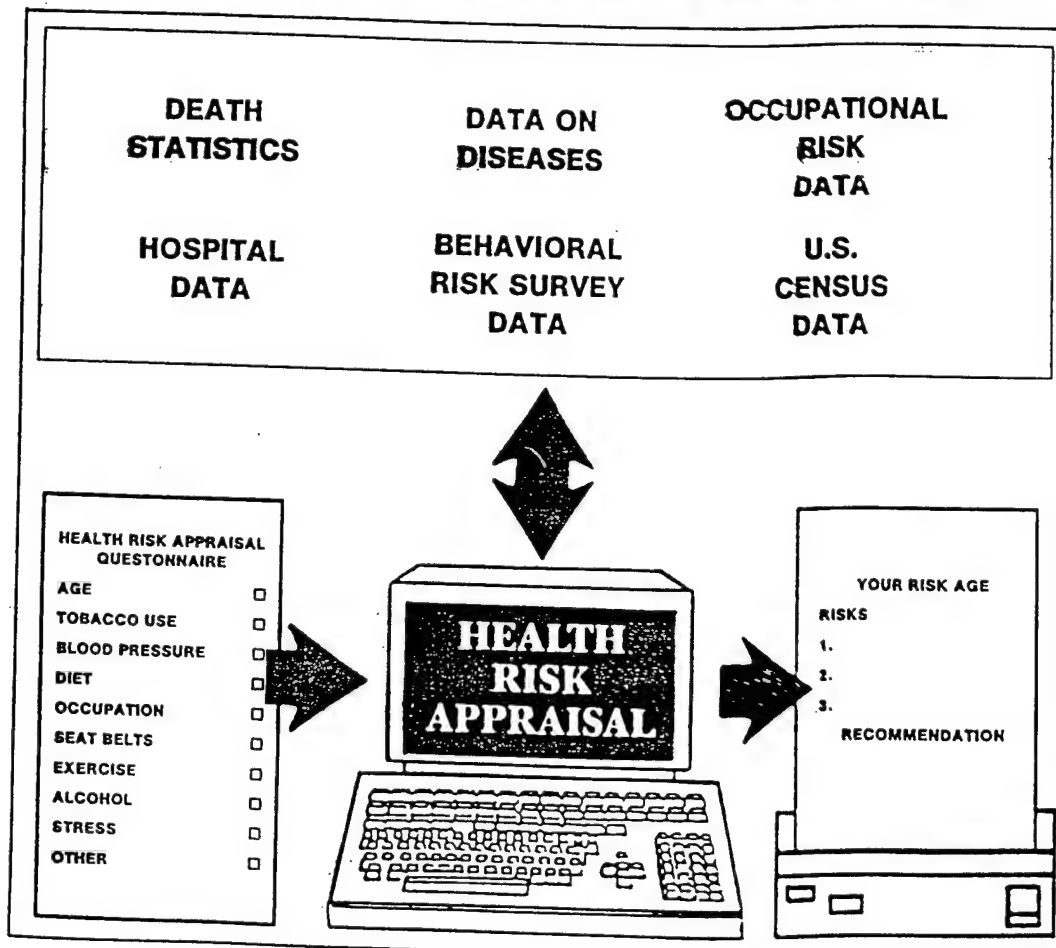 DEATH
STATISTICS
DATA ON
DISEASES
OCCUPATIONAL
RISK
DATA
HOSPITAL
DATA
BEHAVIORAL
RISK SURVEY
DATA
U.S.
CENSUS
DATA
HEALTH RISK APPRAISAL
QUESTONNAIRE
AGE
TOBACCO USE
BLOOD PRESSURE
DIET
OCCUPATION
SEAT BELTS
EXERCISE
ALCOHOL
STRESS
OTHER
HEALTH
RISK
APPRAISAL
YOUR RISK AGE
RISKS
1.
2.
3.
RECOMMENDATION